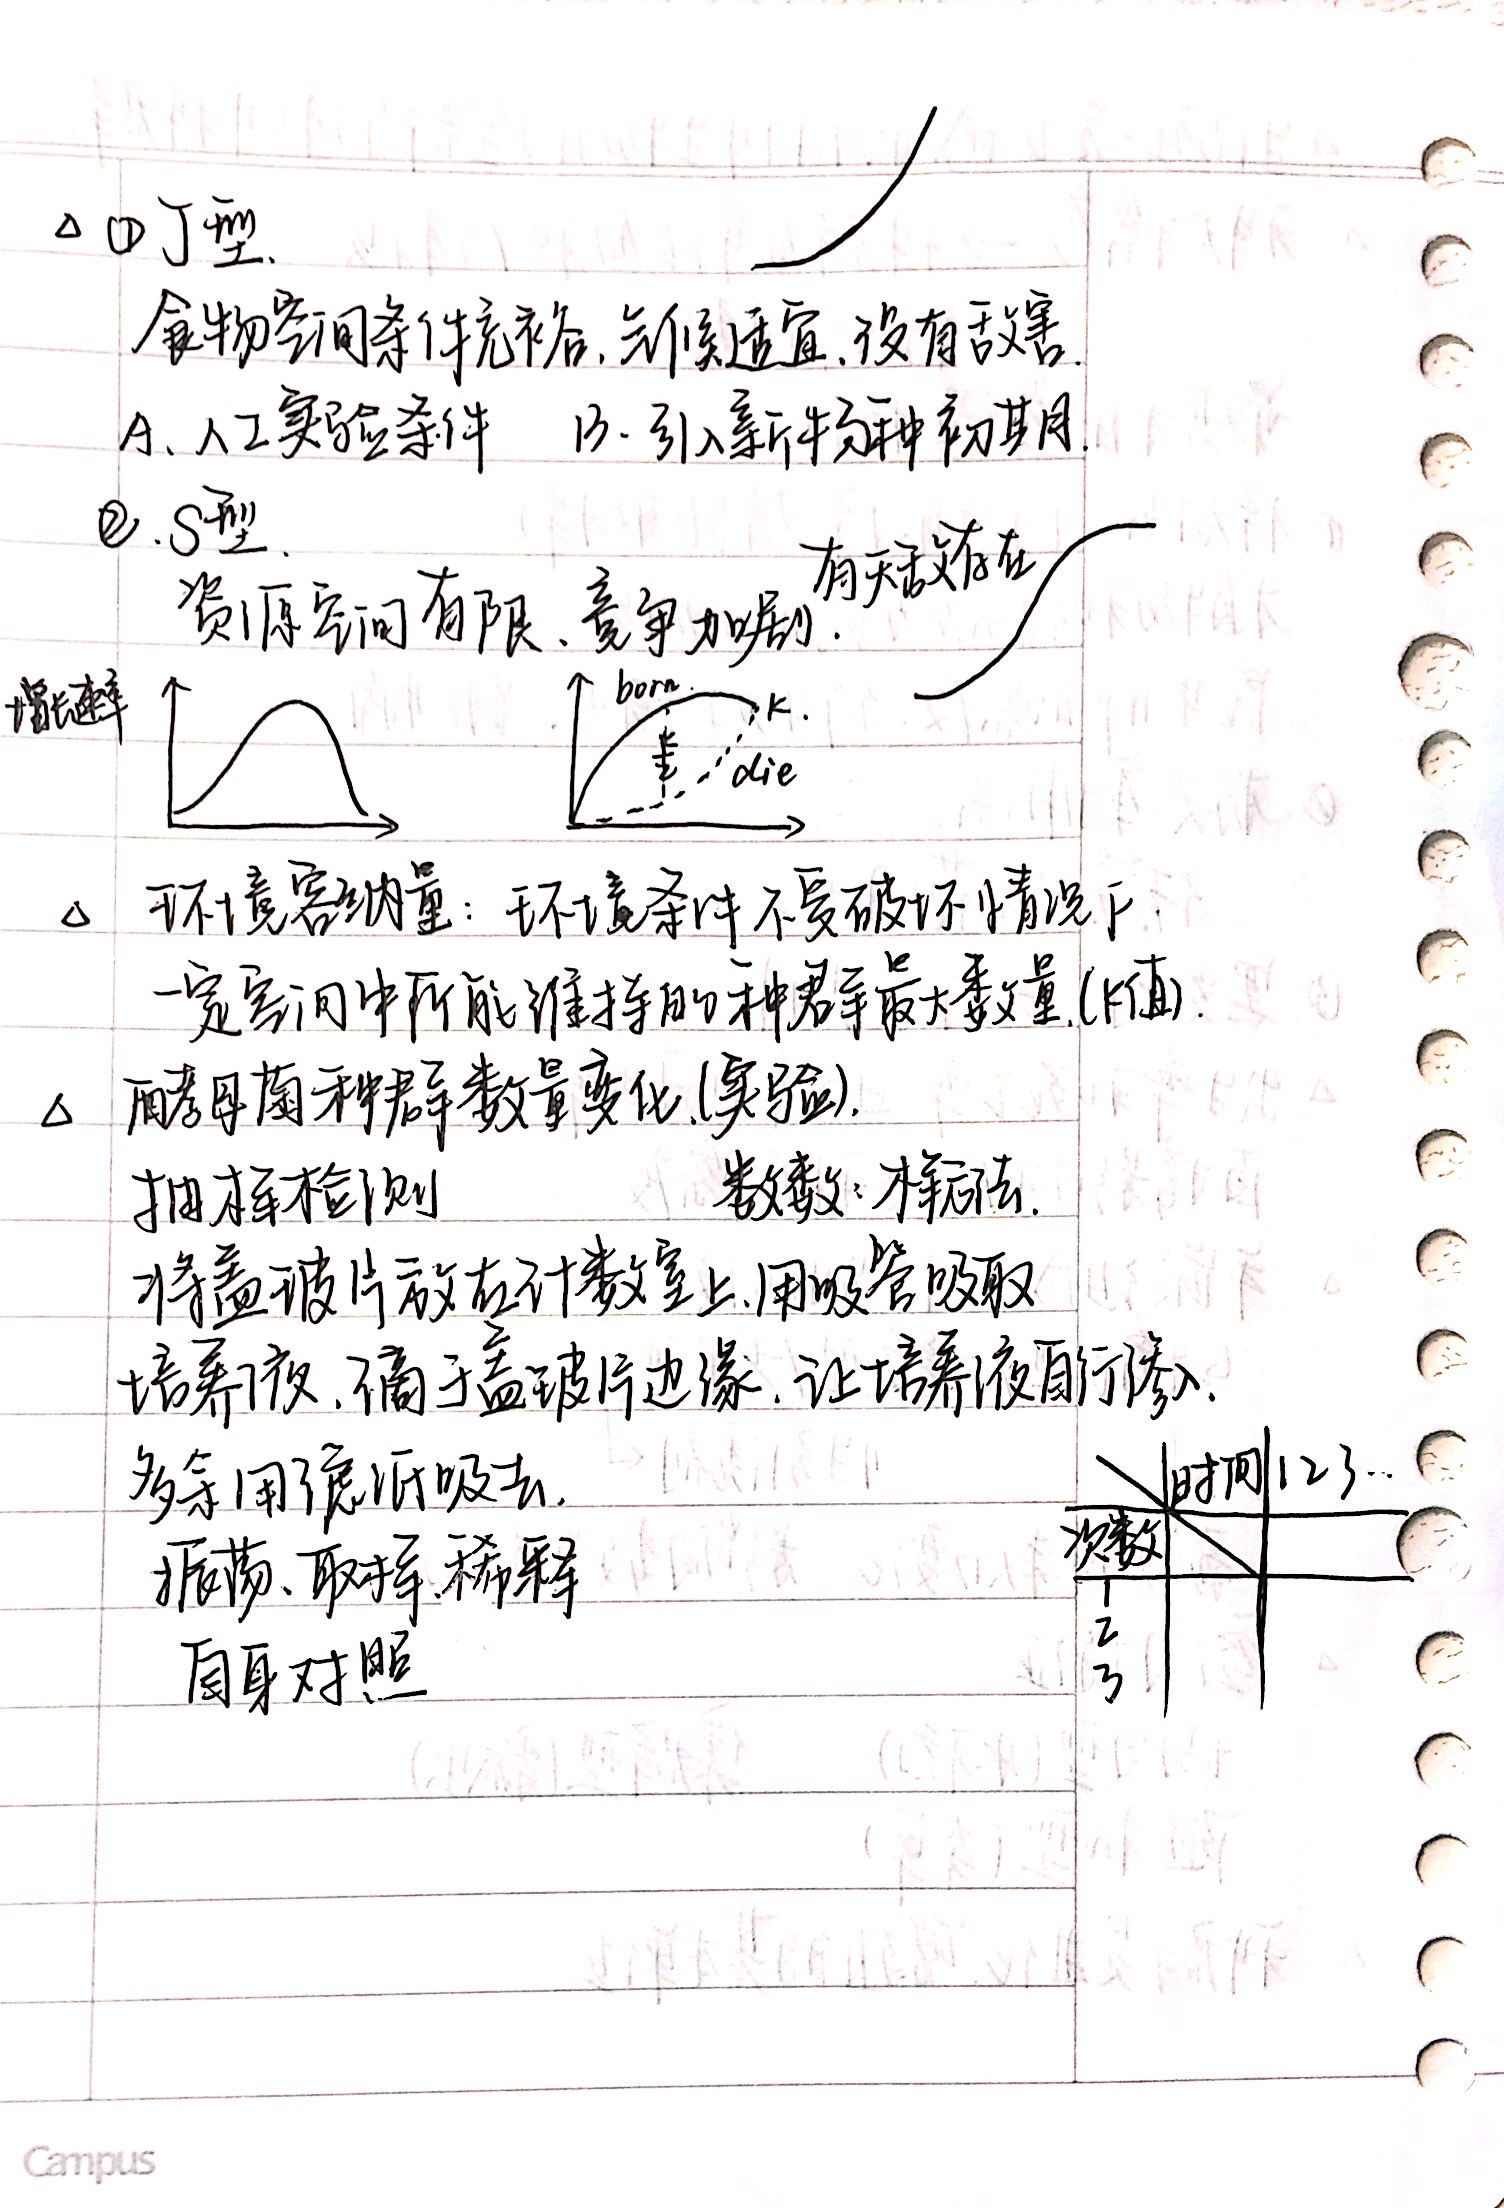 △ ①J型.
食物空间条件充裕、气候适宜、没有敌害.
A、人工实验条件 B. 引入新物种初期.
②.S型.
有天敌存在
资源空间有限、竞争加剧.
增长速率
born. K.
die
△ 环境容纳量:环境条件不受破坏情况下.
一定空间中所能维持的种群最大数量.(K值).
△ 酵母菌种群数量变化.(实验).
抽样检测 数数:样方法.
将盖玻片放在计数室上、用吸管吸取
培养液、滴于盖玻片边缘、让培养液自行渗入.
多余用滤纸吸去.
时间 1 2 3 ...
次数
振荡、取样、稀释
1
2
自身对照
3
Campus